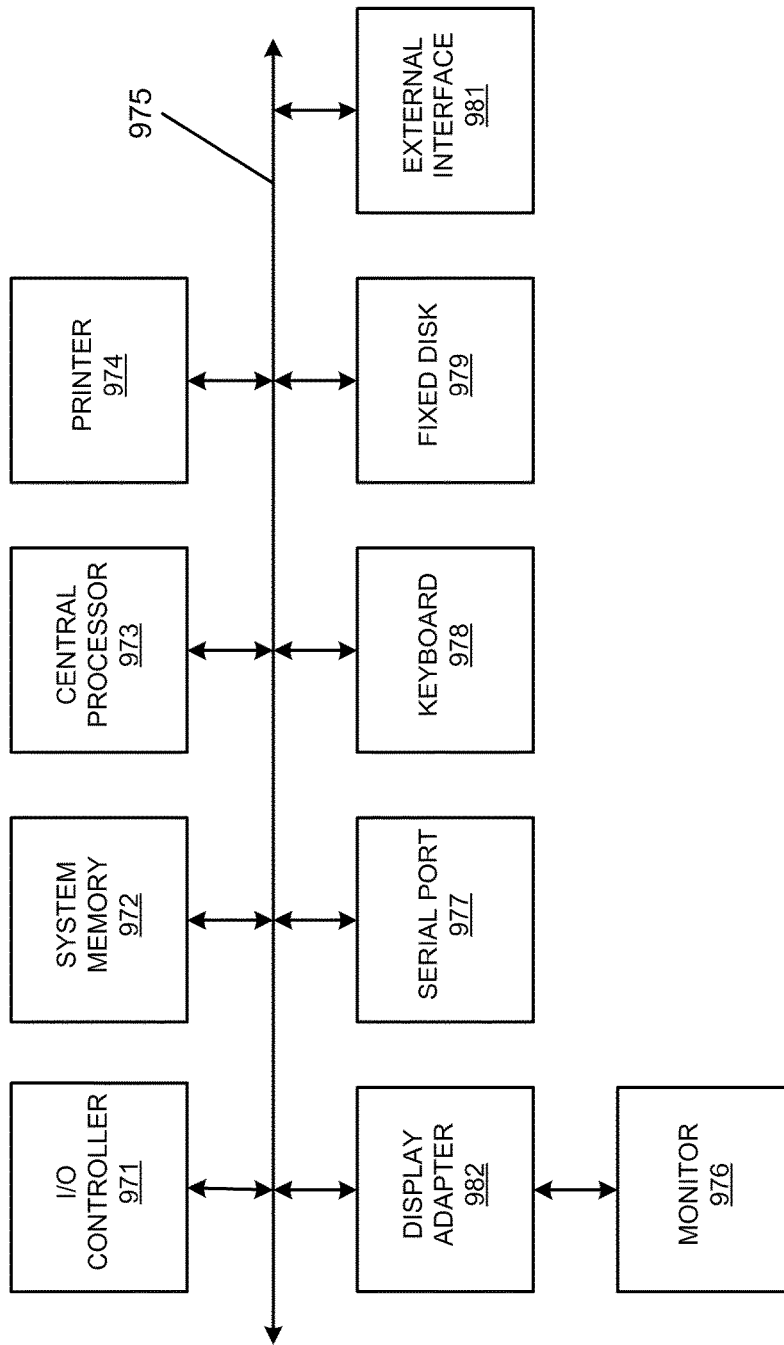 I/O
CONTROLLER
971
SYSTEM
MEMORY
972
CENTRAL
PROCESSOR
973
PRINTER
974
975
DISPLAY
ADAPTER
982
SERIAL PORT
977
KEYBOARD
978
FIXED DISK
979
EXTERNAL
INTERFACE
981
MONITOR
976